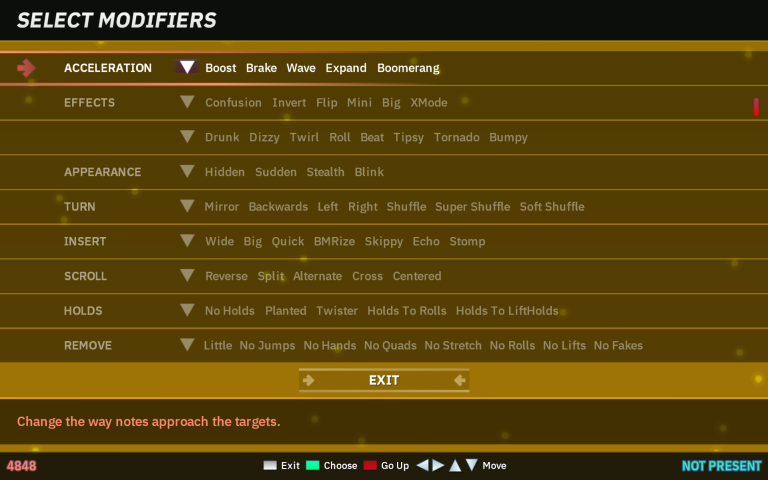 SELECT MODIFIERS
ACCELERATION Boost Brake Wave Expand Boomerang
EFFECTS Confusion Invert Flip Mini Big XMode
Drunk Dizzy Twirl Roll Beat Tipsy Tornado Bumpy
APPEARANCE Hidden Sudden Stealth Blink
TURN Mirror Backwards Left Right Shuffle Super Shuffle Soft Shuffle
INSERT Wide Big Quick BMRize Skippy Echo Stomp
SCROLL Reverse Split Alternate Cross Centered
HOLDS No Holds Planted Twister Holds To Rolls Holds To LiftHolds
REMOVE Little No Jumps No Hands No Quads No Stretch No Rolls No Lifts No Fakes
EXIT
Change the way notes approach the targets.
4848 Exit Choose Go Up Move NOT PRESENT